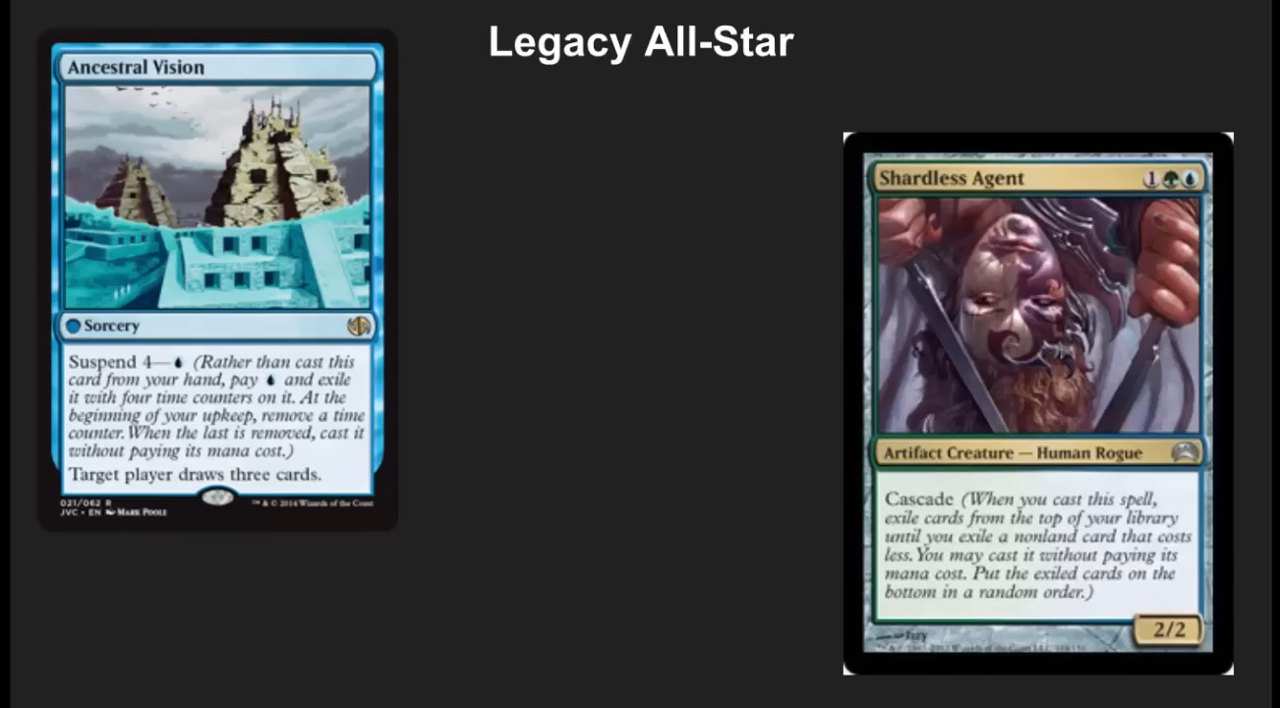 Legacy All-Star
Ancestral Vision
Sorcery
Suspend 4— (Rather than cast this
card from your hand, pay and exile
it with four time counters on it. At the
beginning of your upkeep, remove a time
counter. When the last is removed, cast it
without paying its mana cost.)
Target player draws three cards.
021/062 R
JVC • EN Mark Poole
™ & © 2014 Wizards of the Coast
Shardless Agent
1
Artifact Creature — Human Rogue
Cascade (When you cast this spell,
exile cards from the top of your library
until you exile a nonland card that costs
less. You may cast it without paying its
mana cost. Put the exiled cards on the
bottom in a random order.)
2/2
Izzy